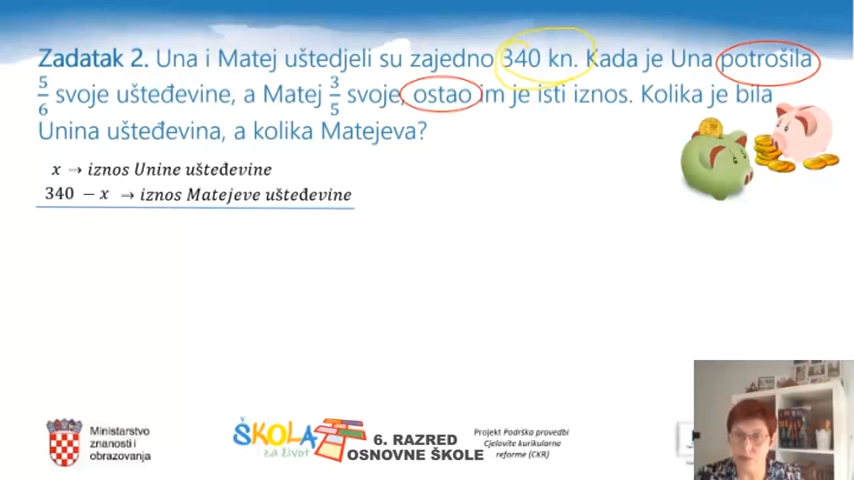 Zadatak 2. Una i Matej uštedjeli su zajedno 340 kn. Kada je Una potrošila
5/6 svoje ušteđevine, a Matej 3/5 svoje, ostao im je isti iznos. Kolika je bila
Unina ušteđevina, a kolika Matejeva?
x → iznos Unine ušteđevine
340 − x → iznos Matejeve ušteđevine
Ministarstvo
znanosti i
obrazovanja
ŠKOLA
za život
6. RAZRED
OSNOVNE ŠKOLE
Projekt Podrška provedbi
Cjelovite kurikularne
reforme (CKR)